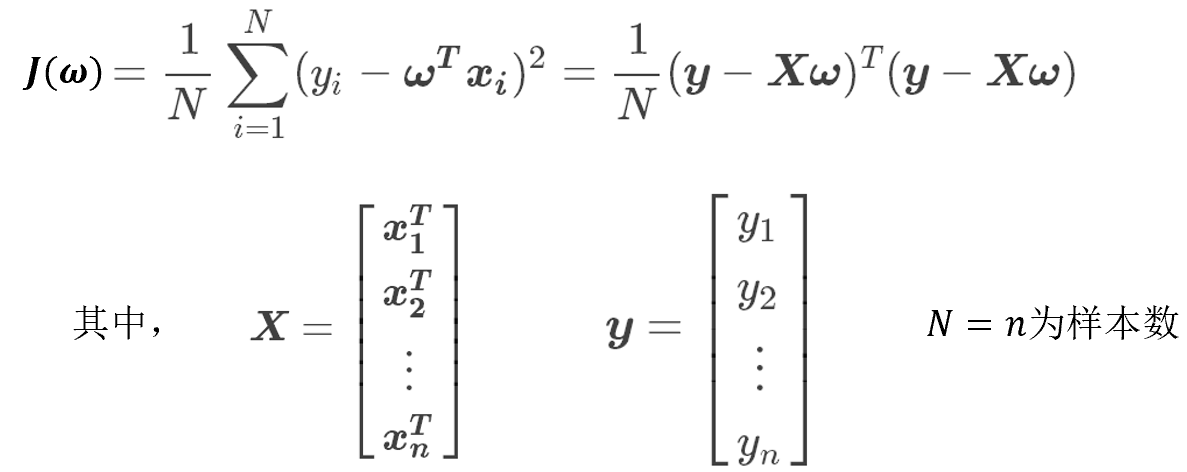 J(ω) = 1/N ∑_{i=1}^{N} (y_i − ω^T x_i)^2 = 1/N (y − Xω)^T (y − Xω)
其中， X = [x_1^T x_2^T ⋮ x_n^T] y = [y_1 y_2 ⋮ y_n] N = n为样本数